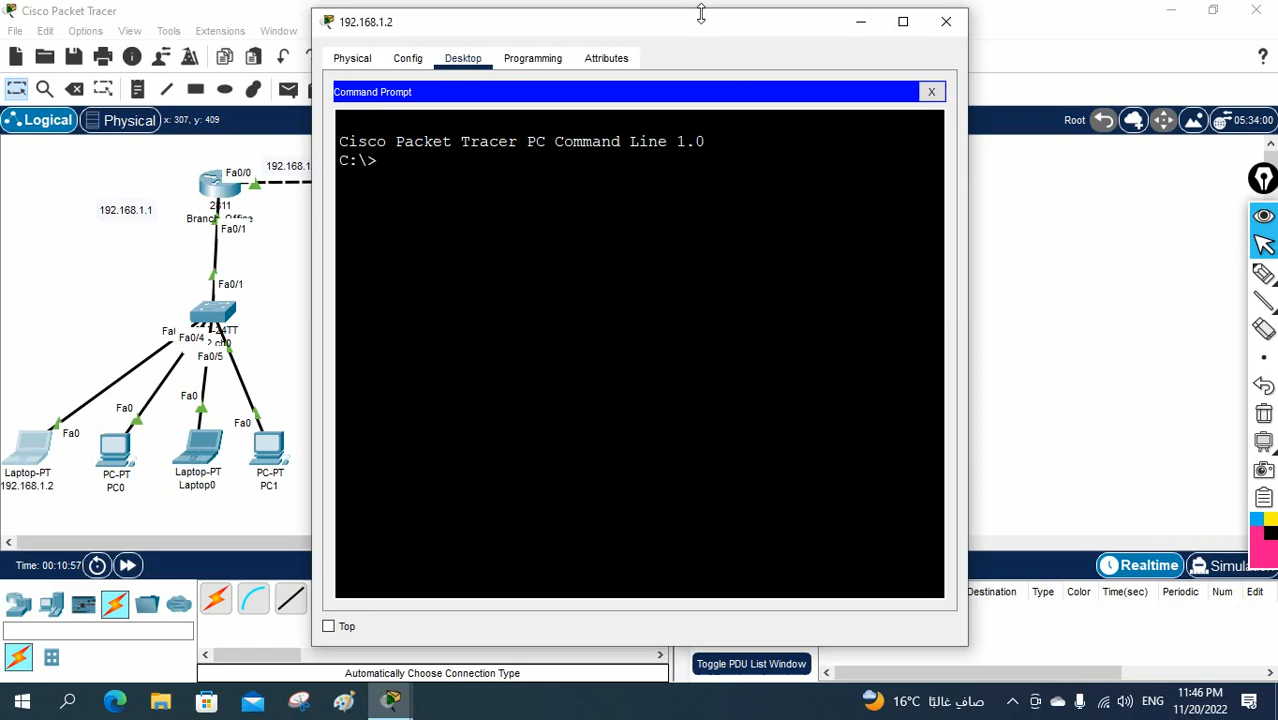 Cisco Packet Tracer
File Edit Options View Tools Extensions Window
Logical Physical x: 307, y: 409
Root 05:34:00
192.168.1.2
Physical Config Desktop Programming Attributes
Command Prompt X
Cisco Packet Tracer PC Command Line 1.0
C:\>
Top
Fa0/0
192.168.1
192.168.1.1
2811
Branch Office
Fa0/1
Fa0/1
Fa0/4
Fa0/5
Fa0
Fa0
Fa0
Fa0
Laptop-PT
192.168.1.2
PC-PT
PC0
Laptop-PT
Laptop0
PC-PT
PC1
Time: 00:10:57
Realtime
Destination Type Color Time(sec) Periodic Num Edit
Automatically Choose Connection Type
Toggle PDU List Window
16°C صافٍ غالبًا ENG 11:46 PM
11/20/2022